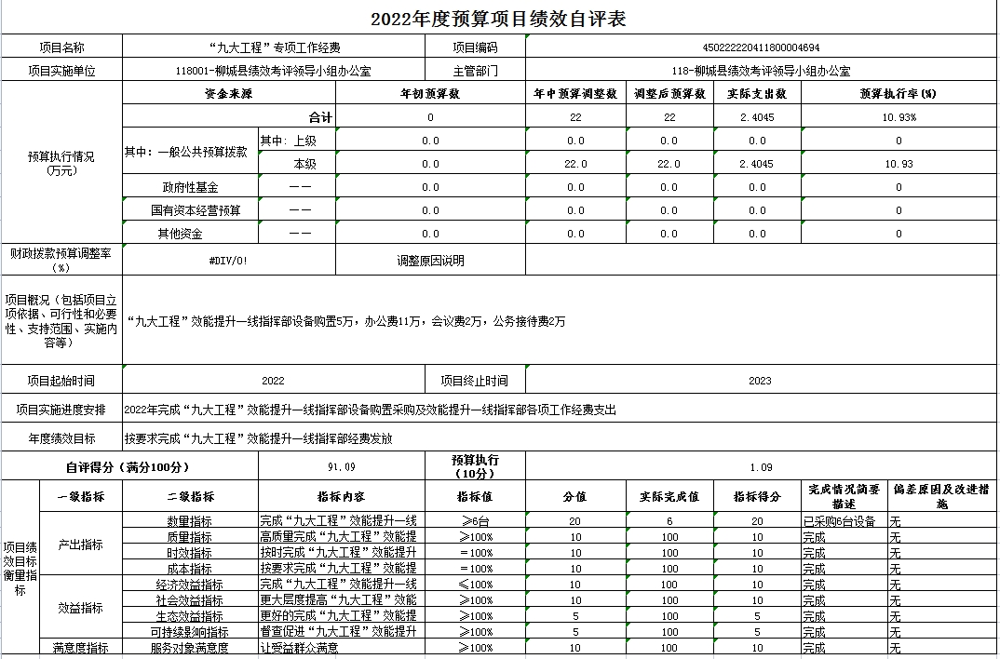 2022年度预算项目绩效自评表
项目名称 “九大工程”专项工作经费 项目编码 450222220411800004694
项目实施单位 118001-柳城县绩效考评领导小组办公室 主管部门 118-柳城县绩效考评领导小组办公室
预算执行情况
(万元)
资金来源 年初预算数 年中预算调整数 调整后预算数 实际支出数 预算执行率(%)
合计 0 22 22 2.4045 10.93%
其中: 一般公共预算拨款
其中: 上级 0.0 0.0 0.0 0.0 0
本级 0.0 22.0 22.0 2.4045 10.93
政府性基金 —— 0.0 0.0 0.0 0.0 0
国有资本经营预算 —— 0.0 0.0 0.0 0.0 0
其他资金 —— 0.0 0.0 0.0 0.0 0
财政拨款预算调整率
(%)
#DIV/0! 调整原因说明
项目概况(包括项目立
项依据、可行性和必要
性、支持范围、实施内
容等)
“九大工程”效能提升一线指挥部设备购置5万，办公费11万，会议费2万，公务接待费2万
项目起始时间 2022 项目终止时间 2023
项目实施进度安排 2022年完成“九大工程”效能提升一线指挥部设备购置采购及效能提升一线指挥部各项工作经费支出
年度绩效目标 按要求完成“九大工程”效能提升一线指挥部经费发放
自评得分(满分100分) 91.09 预算执行
(10分)
1.09
项目绩
效目标
衡量指
标
一级指标 二级指标 指标内容 指标值 分值 实际完成值 指标得分 完成情况简要
描述
偏差原因及改进措
施
产出指标
数量指标 完成“九大工程”效能提升一线 ≥6台 20 6 20 已采购6台设备 无
质量指标 高质量完成“九大工程”效能提 ≥100% 10 100 10 完成 无
时效指标 按时完成“九大工程”效能提升 =100% 10 100 10 完成 无
成本指标 按要求完成“九大工程”效能提 =100% 10 100 10 完成 无
效益指标
经济效益指标 完成“九大工程”效能提升一线 ≤100% 10 100 10 完成 无
社会效益指标 更大层度提高“九大工程”效能 ≥100% 10 100 10 完成 无
生态效益指标 更好的完成“九大工程”效能提 ≥100% 5 100 5 完成 无
可持续影响指标 督查促进“九大工程”效能提升 ≥100% 5 100 5 完成 无
满意度指标 服务对象满意度 让受益群众满意 ≥100% 10 100 10 完成 无